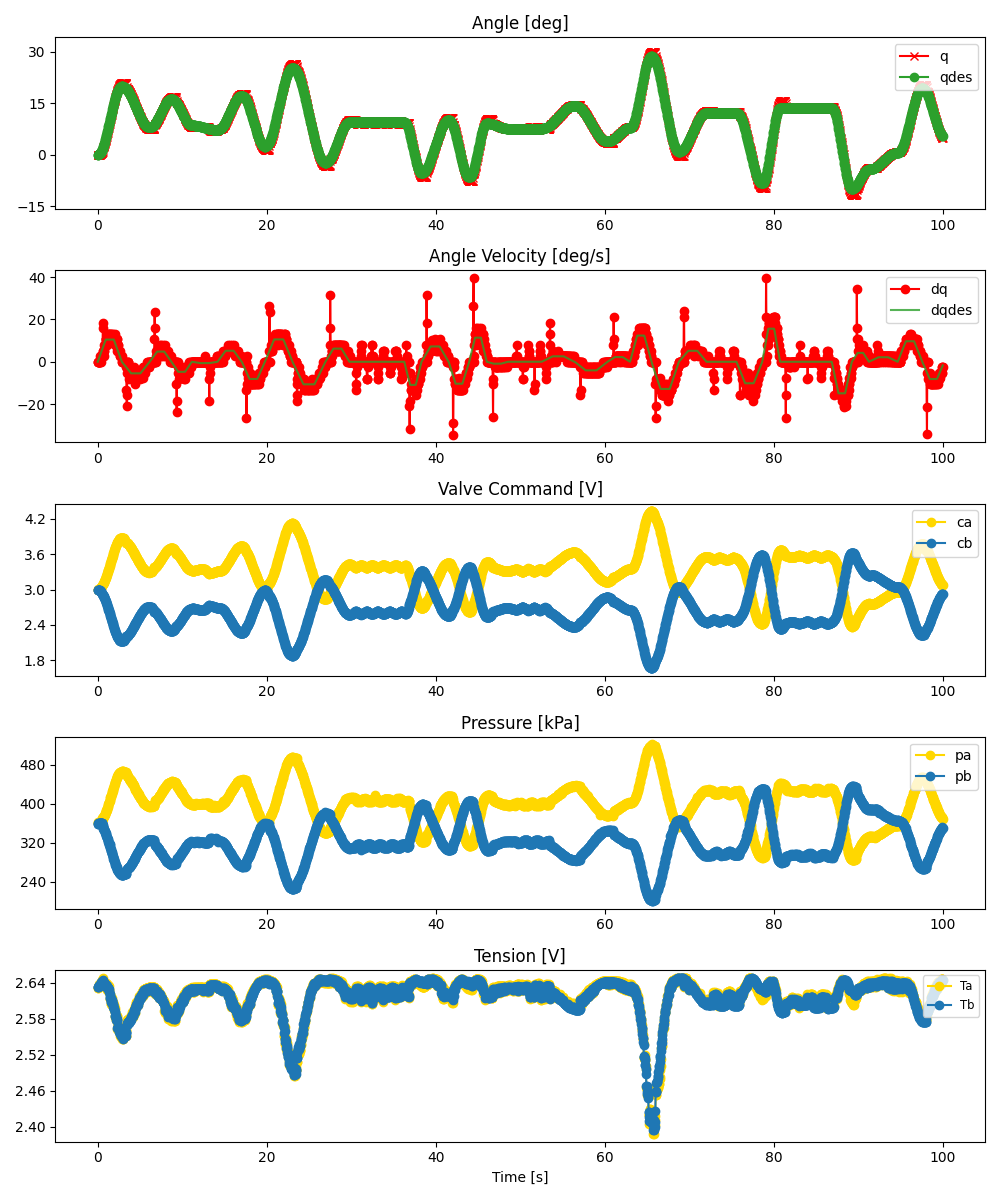 Angle [deg]
30
15
0
−15
q
qdes
0 20 40 60 80 100
Angle Velocity [deg/s]
40
20
0
−20
dq
dqdes
0 20 40 60 80 100
Valve Command [V]
4.2
3.6
3.0
2.4
1.8
ca
cb
0 20 40 60 80 100
Pressure [kPa]
480
400
320
240
pa
pb
0 20 40 60 80 100
Tension [V]
2.64
2.58
2.52
2.46
2.40
Ta
Tb
0 20 40 60 80 100
Time [s]